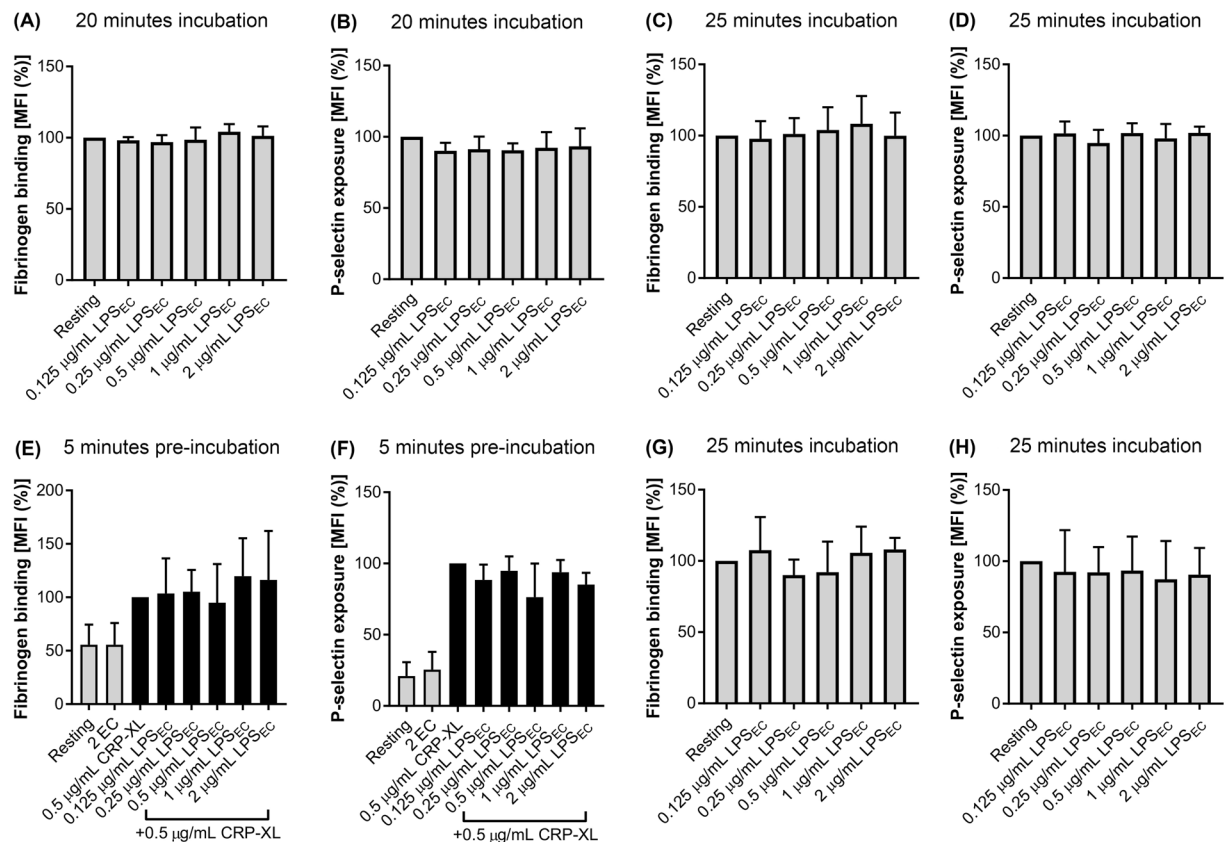 (A) 20 minutes incubation
Fibrinogen binding [MFI (%)]
150
100
50
0
Resting
0.125 µg/mL LPSEC
0.25 µg/mL LPSEC
0.5 µg/mL LPSEC
1 µg/mL LPSEC
2 µg/mL LPSEC
(B) 20 minutes incubation
P-selectin exposure [MFI (%)]
150
100
50
0
Resting
0.125 µg/mL LPSEC
0.25 µg/mL LPSEC
0.5 µg/mL LPSEC
1 µg/mL LPSEC
2 µg/mL LPSEC
(C) 25 minutes incubation
Fibrinogen binding [MFI (%)]
150
100
50
0
Resting
0.125 µg/mL LPSEC
0.25 µg/mL LPSEC
0.5 µg/mL LPSEC
1 µg/mL LPSEC
2 µg/mL LPSEC
(D) 25 minutes incubation
P-selectin exposure [MFI (%)]
150
100
50
0
Resting
0.125 µg/mL LPSEC
0.25 µg/mL LPSEC
0.5 µg/mL LPSEC
1 µg/mL LPSEC
2 µg/mL LPSEC
(E) 5 minutes pre-incubation
Fibrinogen binding [MFI (%)]
200
150
100
50
0
Resting
2 EC
0.5 µg/mL CRP-XL
0.125 µg/mL LPSEC
0.25 µg/mL LPSEC
0.5 µg/mL LPSEC
1 µg/mL LPSEC
2 µg/mL LPSEC
+0.5 µg/mL CRP-XL
(F) 5 minutes pre-incubation
P-selectin exposure [MFI (%)]
150
100
50
0
Resting
2 EC
0.5 µg/mL CRP-XL
0.125 µg/mL LPSEC
0.25 µg/mL LPSEC
0.5 µg/mL LPSEC
1 µg/mL LPSEC
2 µg/mL LPSEC
+0.5 µg/mL CRP-XL
(G) 25 minutes incubation
Fibrinogen binding [MFI (%)]
150
100
50
0
Resting
0.125 µg/mL LPSEC
0.25 µg/mL LPSEC
0.5 µg/mL LPSEC
1 µg/mL LPSEC
2 µg/mL LPSEC
(H) 25 minutes incubation
P-selectin exposure [MFI (%)]
150
100
50
0
Resting
0.125 µg/mL LPSEC
0.25 µg/mL LPSEC
0.5 µg/mL LPSEC
1 µg/mL LPSEC
2 µg/mL LPSEC